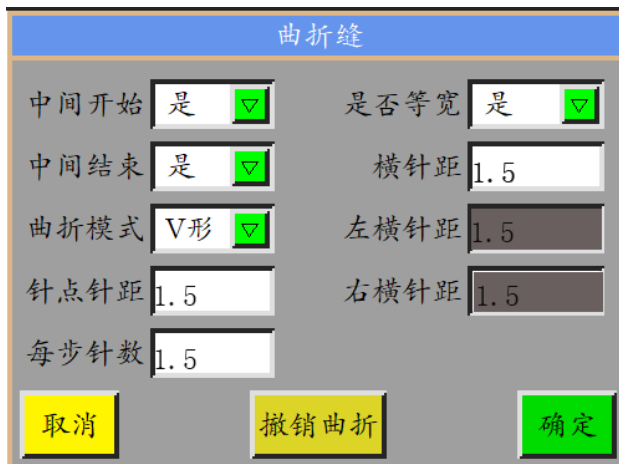 曲折缝
中间开始 是 是否等宽 是
中间结束 是 横针距 1.5
曲折模式 V形 左横针距 1.5
针点针距 1.5 右横针距 1.5
每步针数 1.5
取消 撤销曲折 确定